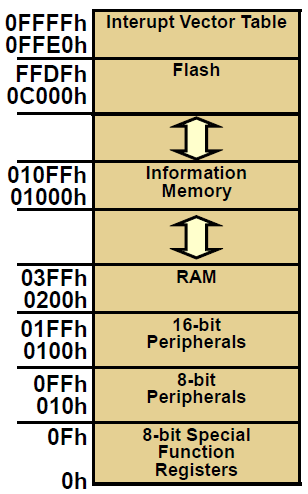 0FFFFh Interupt Vector Table
0FFE0h
FFDFh Flash
0C000h
010FFh Information
01000h Memory
03FFh RAM
0200h
01FFh 16-bit
0100h Peripherals
0FFh 8-bit
010h Peripherals
0Fh 8-bit Special
Function
0h Registers